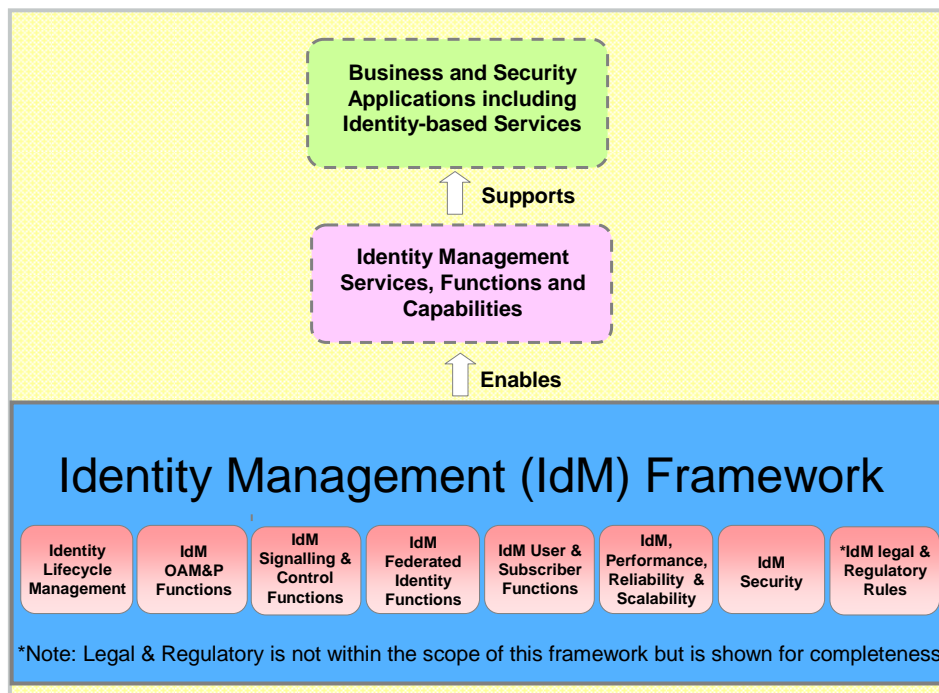 Business and Security
Applications including
Identity-based Services
Supports
Identity Management
Services, Functions and
Capabilities
Enables
Identity Management (IdM) Framework
Identity
Lifecycle
Management
IdM
OAM&P
Functions
IdM
Signalling &
Control
Functions
IdM
Federated
Identity
Functions
IdM User &
Subscriber
Functions
IdM,
Performance,
Reliability &
Scalability
IdM
Security
*IdM legal &
Regulatory
Rules
*Note: Legal & Regulatory is not within the scope of this framework but is shown for completeness